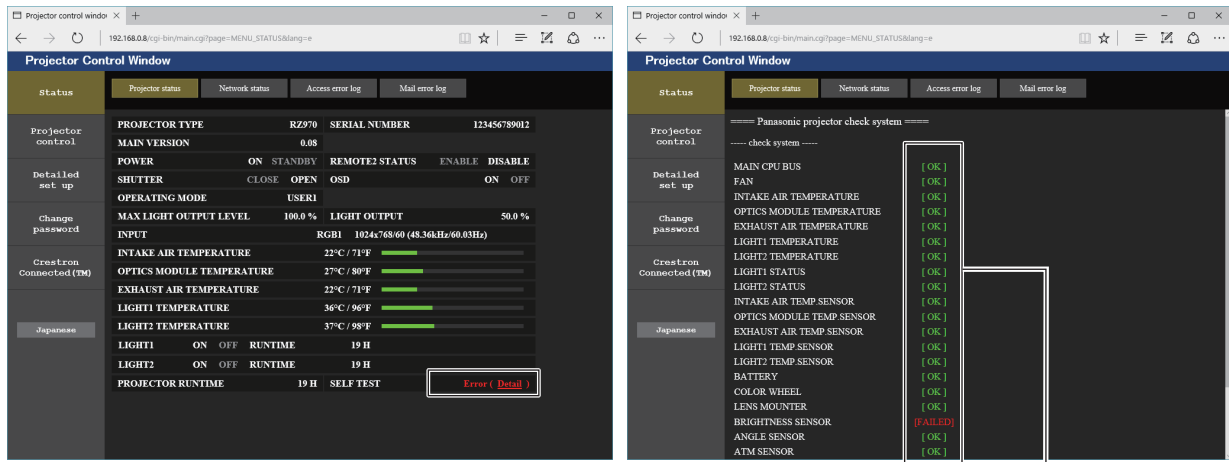 Projector control window
192.168.0.8/cgi-bin/main.cgi?page=MENU_STATUS&lang=e
Projector Control Window
Status
Projector control
Detailed set up
Change password
Crestron Connected(TM)
Japanese
Projector status Network status Access error log Mail error log
PROJECTOR TYPE RZ970 SERIAL NUMBER 123456789012
MAIN VERSION 0.08
POWER ON STANDBY REMOTE2 STATUS ENABLE DISABLE
SHUTTER CLOSE OPEN OSD ON OFF
OPERATING MODE USER1
MAX LIGHT OUTPUT LEVEL 100.0 % LIGHT OUTPUT 50.0 %
INPUT RGB1 1024x768/60 (48.36kHz/60.03Hz)
INTAKE AIR TEMPERATURE 22°C / 71°F
OPTICS MODULE TEMPERATURE 27°C / 80°F
EXHAUST AIR TEMPERATURE 22°C / 71°F
LIGHT1 TEMPERATURE 36°C / 96°F
LIGHT2 TEMPERATURE 37°C / 98°F
LIGHT1 ON OFF RUNTIME 19 H
LIGHT2 ON OFF RUNTIME 19 H
PROJECTOR RUNTIME 19 H SELF TEST Error ( Detail )
Projector control window
192.168.0.8/cgi-bin/main.cgi?page=MENU_STATUS&lang=e
Projector Control Window
Status
Projector control
Detailed set up
Change password
Crestron Connected(TM)
Japanese
Projector status Network status Access error log Mail error log
==== Panasonic projector check system ====
----- check system -----
MAIN CPU BUS [ OK ]
FAN [ OK ]
INTAKE AIR TEMPERATURE [ OK ]
OPTICS MODULE TEMPERATURE [ OK ]
EXHAUST AIR TEMPERATURE [ OK ]
LIGHT1 TEMPERATURE [ OK ]
LIGHT2 TEMPERATURE [ OK ]
LIGHT1 STATUS [ OK ]
LIGHT2 STATUS [ OK ]
INTAKE AIR TEMP.SENSOR [ OK ]
OPTICS MODULE TEMP.SENSOR [ OK ]
EXHAUST AIR TEMP.SENSOR [ OK ]
LIGHT1 TEMP.SENSOR [ OK ]
LIGHT2 TEMP.SENSOR [ OK ]
BATTERY [ OK ]
COLOR WHEEL [ OK ]
LENS MOUNTER [ OK ]
BRIGHTNESS SENSOR [FAILED]
ANGLE SENSOR [ OK ]
ATM SENSOR [ OK ]